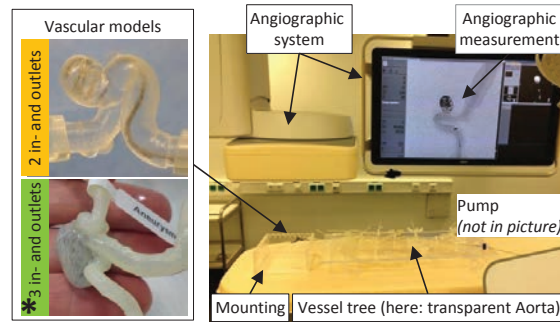 Vascular models
2 in- and outlets
* 3 in- and outlets
Aneurysm
Angiographic
system
Angiographic
measurement
Pump
(not in picture)
Mounting
Vessel tree (here: transparent Aorta)